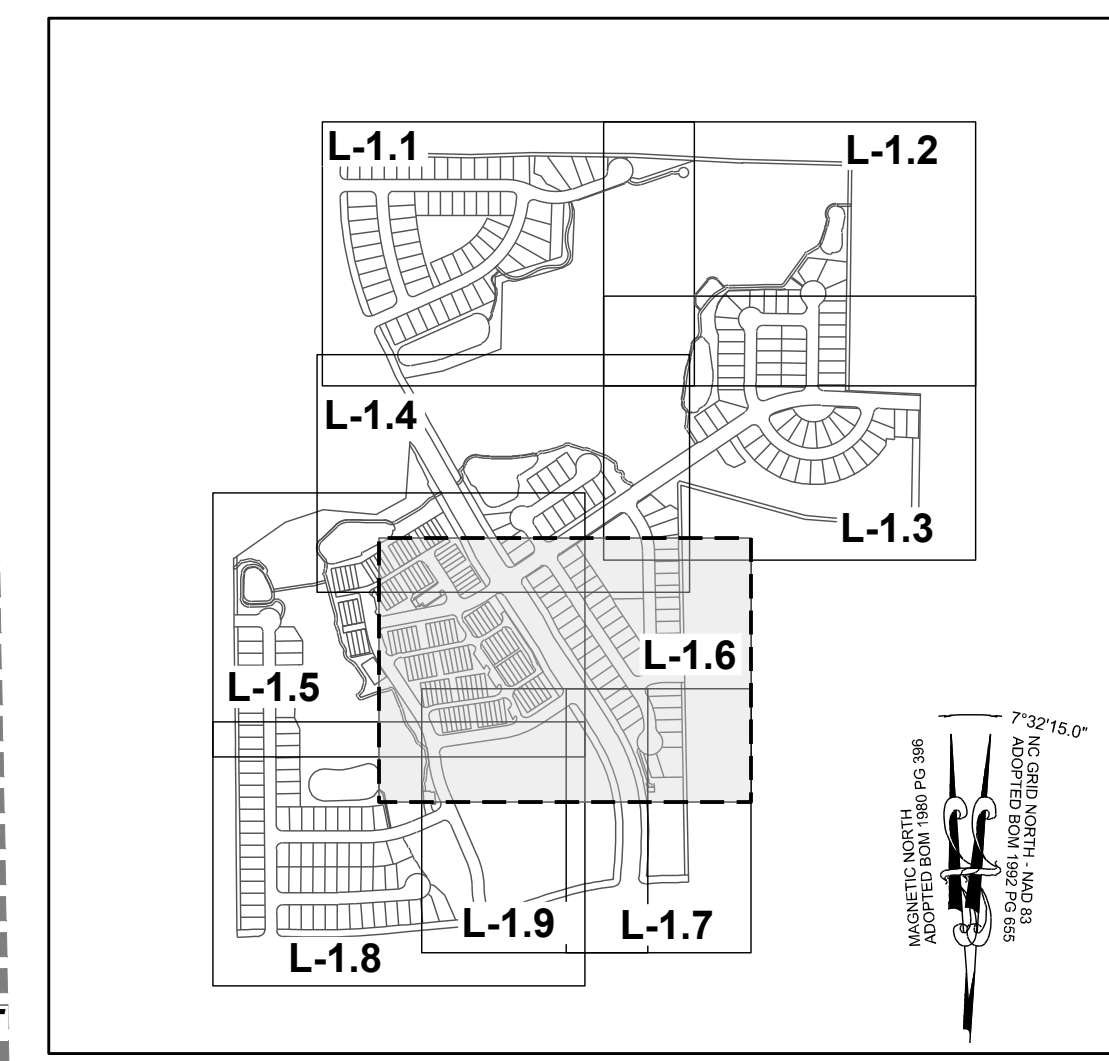 L-1.1
L-1.2
L-1.4
L-1.3
L-1.6
L-1.5
L-1.9
L-1.7
L-1.8
7°32'15.0"
NC GRID NORTH - NAD 83
ADOPTED BOM 1992 PG 655
MAGNETIC NORTH
ADOPTED BOM 1980 PG 396